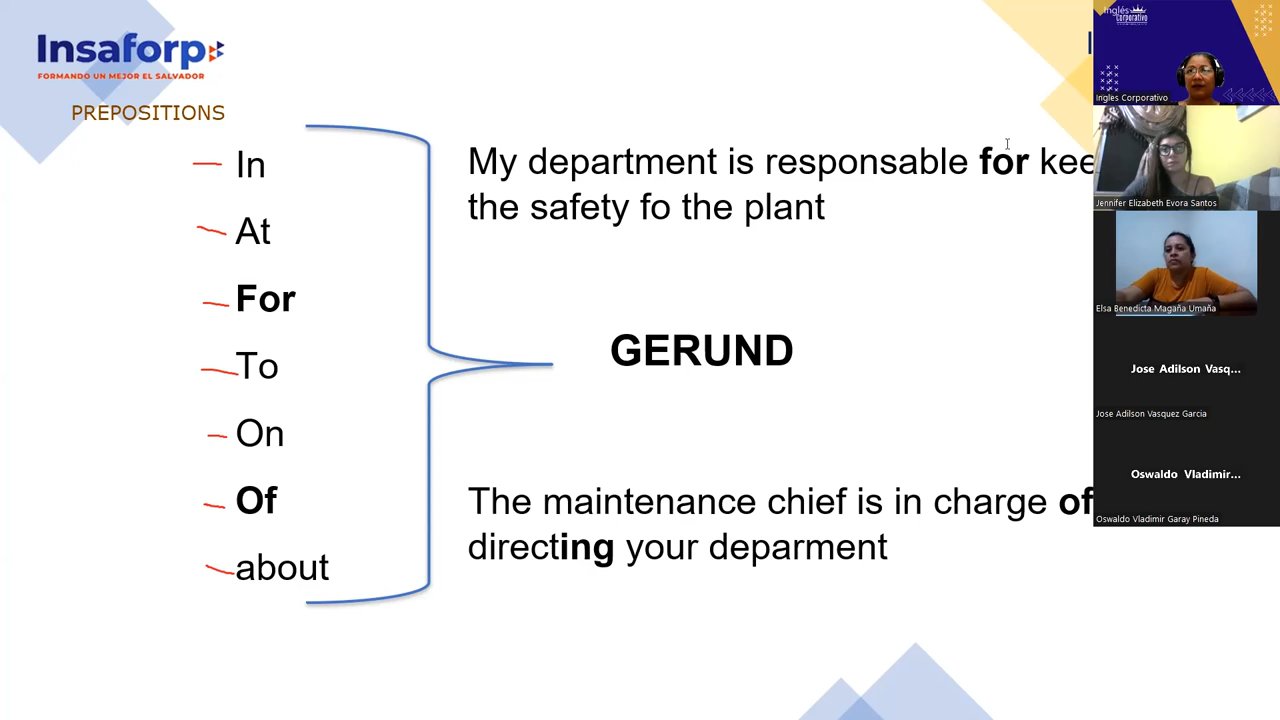 Insaforp
FORMANDO UN MEJOR EL SALVADOR
PREPOSITIONS
In
At
For
To
On
Of
about
My department is responsable for kee
the safety fo the plant
GERUND
The maintenance chief is in charge of
directing your deparment
Inglés
Corporativo
Ingles Corporativo
Jennifer Elizabeth Evora Santos
Elsa Benedicta Magaña Umaña
Jose Adilson Vasq...
Jose Adilson Vasquez Garcia
Oswaldo Vladimir...
Oswaldo Vladimir Garay Pineda